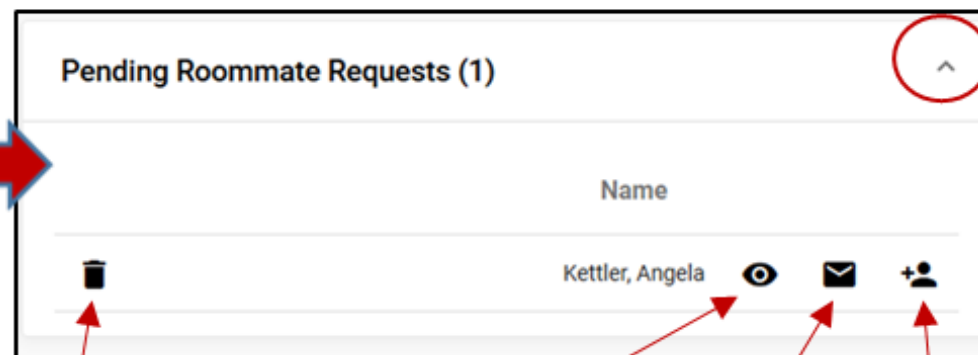 Pending Roommate Requests (1)
Name
Kettler, Angela